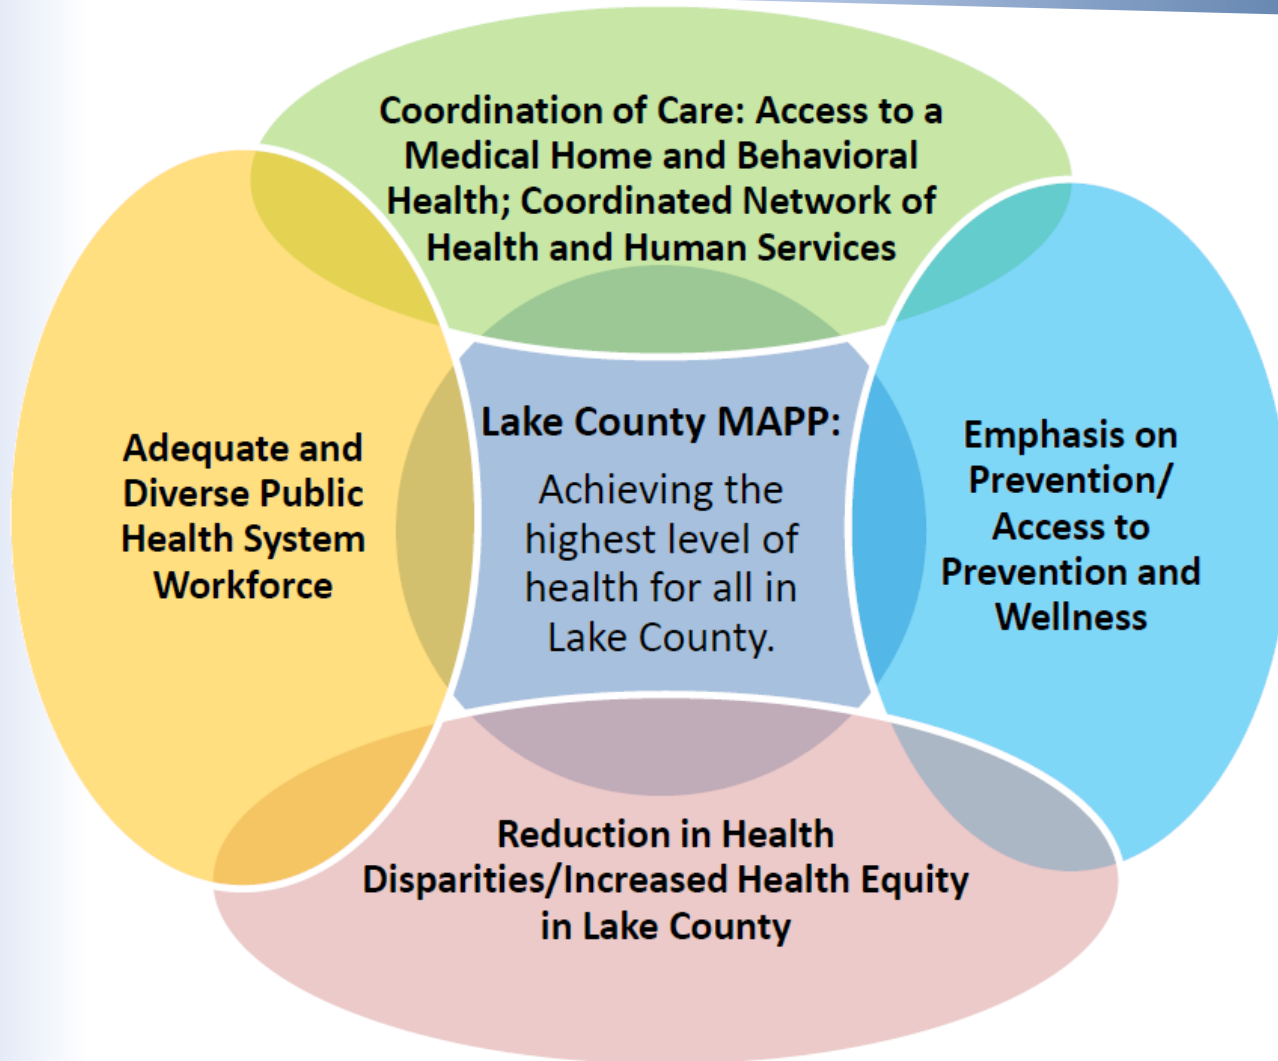 Coordination of Care: Access to a
Medical Home and Behavioral
Health; Coordinated Network of
Health and Human Services
Adequate and
Diverse Public
Health System
Workforce
Lake County MAPP:
Achieving the
highest level of
health for all in
Lake County.
Emphasis on
Prevention/
Access to
Prevention and
Wellness
Reduction in Health
Disparities/Increased Health Equity
in Lake County